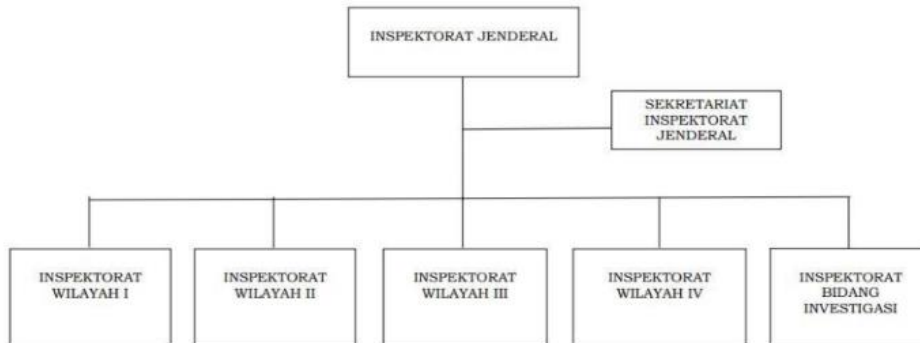 INSPEKTORAT JENDERAL
SEKRETARIAT
INSPEKTORAT
JENDERAL
INSPEKTORAT
WILAYAH I
INSPEKTORAT
WILAYAH II
INSPEKTORAT
WILAYAH III
INSPEKTORAT
WILAYAH IV
INSPEKTORAT
BIDANG
INVESTIGASI